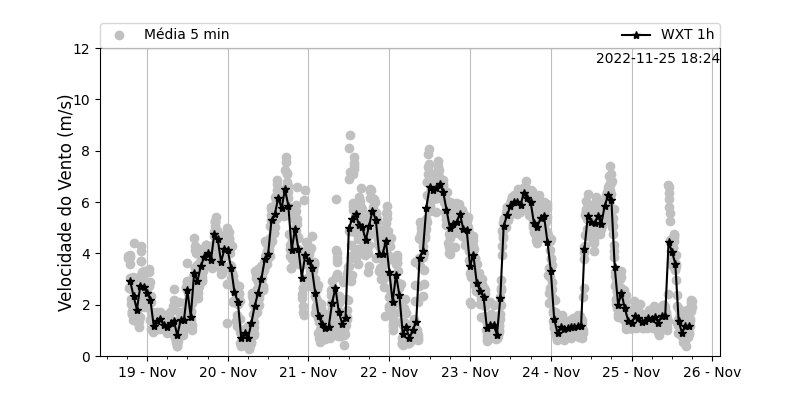 Média 5 min
WXT 1h
2022-11-25 18:24
Velocidade do Vento (m/s)
12
10
8
6
4
2
0
19 - Nov
20 - Nov
21 - Nov
22 - Nov
23 - Nov
24 - Nov
25 - Nov
26 - Nov